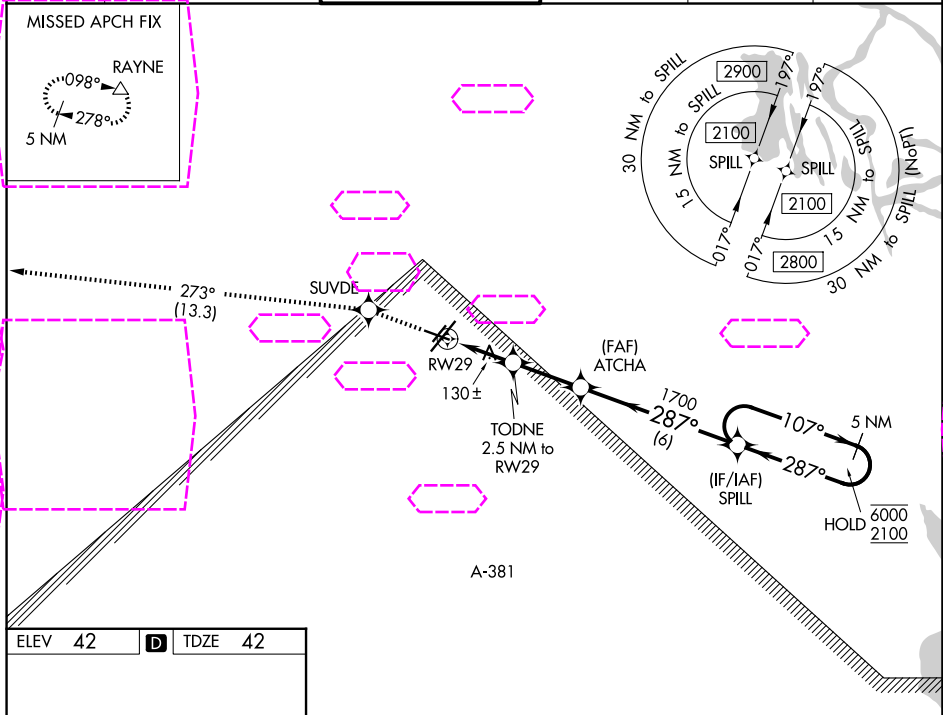 MISSED APCH FIX
RAYNE
098°
278°
5 NM
30 NM to SPILL
15 NM to SPILL
2900
2100
SPILL
197°
017°
197°
017°
SPILL
2100
2800
15 NM to SPILL
30 NM to SPILL (NoPT)
273°
(13.3)
SUVDE
RW29
130 ±
TODNE
2.5 NM to
RW29
(FAF)
ATCHA
1700
287°
(6)
(IF/IAF)
SPILL
107°
287°
5 NM
HOLD
6000
2100
A-381
ELEV 42
D
TDZE 42